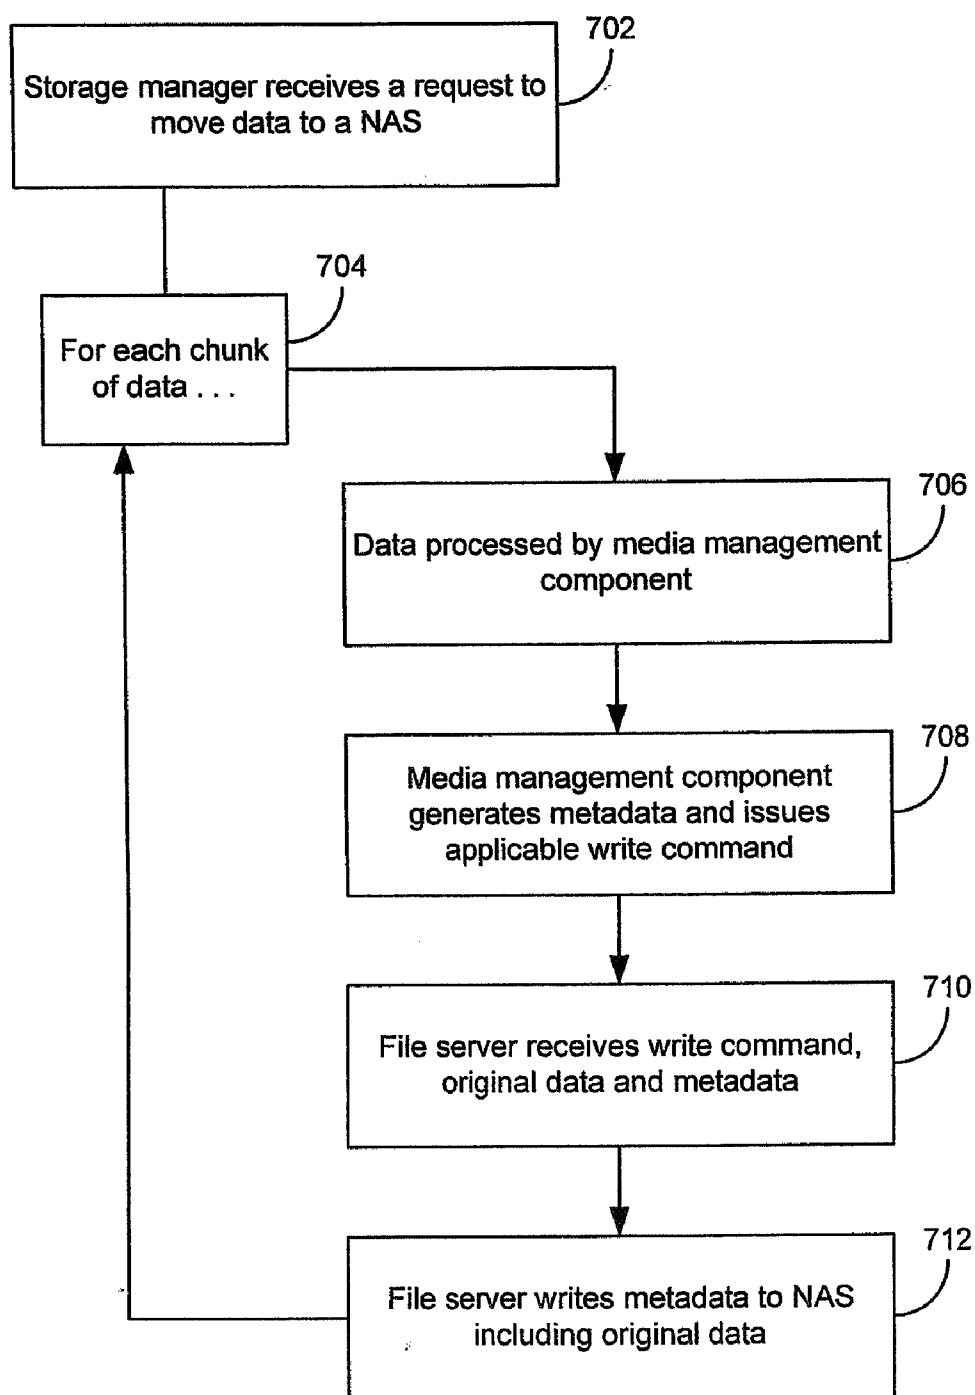 702
Storage manager receives a request to
move data to a NAS
704
For each chunk
of data . . .
706
Data processed by media management
component
708
Media management component
generates metadata and issues
applicable write command
710
File server receives write command,
original data and metadata
712
File server writes metadata to NAS
including original data